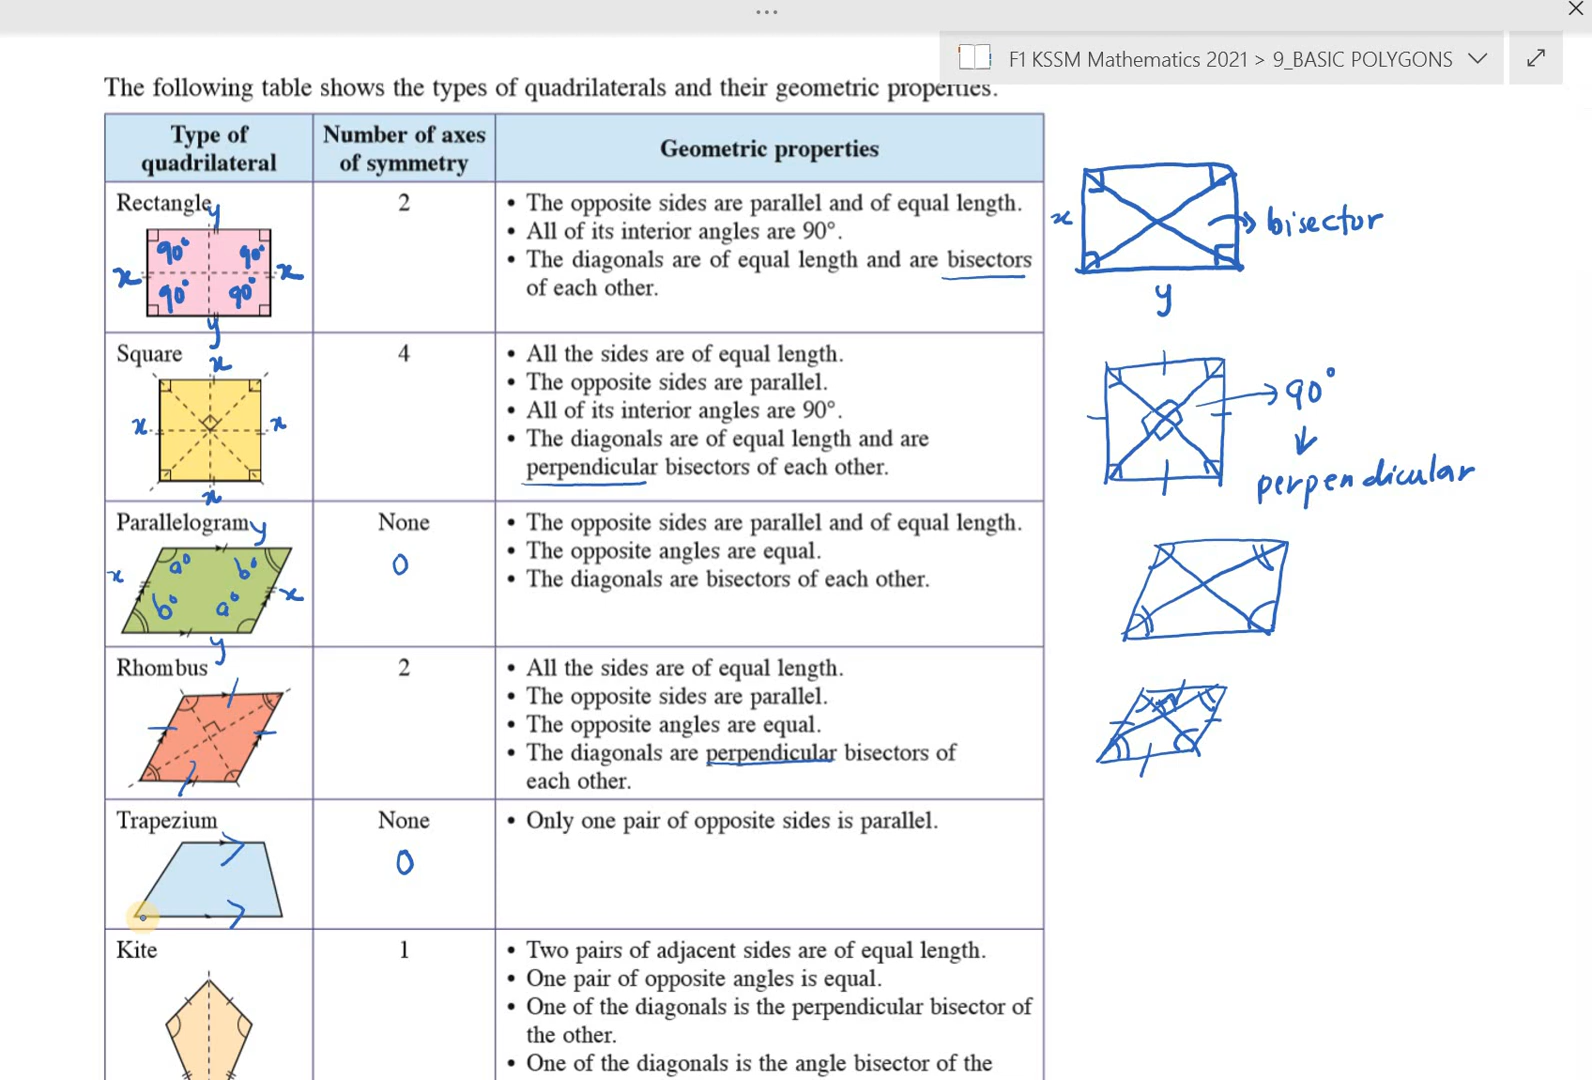 ...
F1 KSSM Mathematics 2021 > 9_BASIC POLYGONS
The following table shows the types of quadrilaterals and their geometric properties.
Type of quadrilateral
Number of axes of symmetry
Geometric properties
Rectangle
y
90°
90°
x
x
90°
90°
y
2
• The opposite sides are parallel and of equal length.
• All of its interior angles are 90°.
• The diagonals are of equal length and are bisectors
of each other.
x
y
→ bisector
Square
x
x
x
x
4
• All the sides are of equal length.
• The opposite sides are parallel.
• All of its interior angles are 90°.
• The diagonals are of equal length and are
perpendicular bisectors of each other.
→ 90°
↓
perpendicular
Parallelogram
y
a°
b°
x
x
b°
a°
y
None
0
• The opposite sides are parallel and of equal length.
• The opposite angles are equal.
• The diagonals are bisectors of each other.
Rhombus
2
• All the sides are of equal length.
• The opposite sides are parallel.
• The opposite angles are equal.
• The diagonals are perpendicular bisectors of
each other.
Trapezium
None
0
• Only one pair of opposite sides is parallel.
Kite
1
• Two pairs of adjacent sides are of equal length.
• One pair of opposite angles is equal.
• One of the diagonals is the perpendicular bisector of
the other.
• One of the diagonals is the angle bisector of the